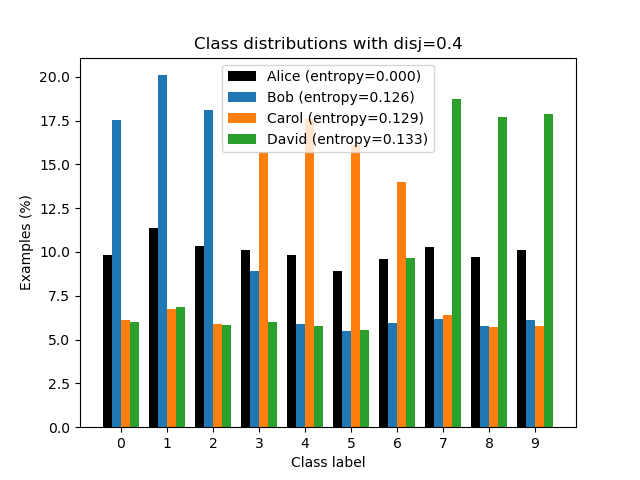 Class distributions with disj=0.4
Alice (entropy=0.000)
Bob (entropy=0.126)
Carol (entropy=0.129)
David (entropy=0.133)
Examples (%)
20.0
17.5
15.0
12.5
10.0
7.5
5.0
2.5
0.0
0 1 2 3 4 5 6 7 8 9
Class label